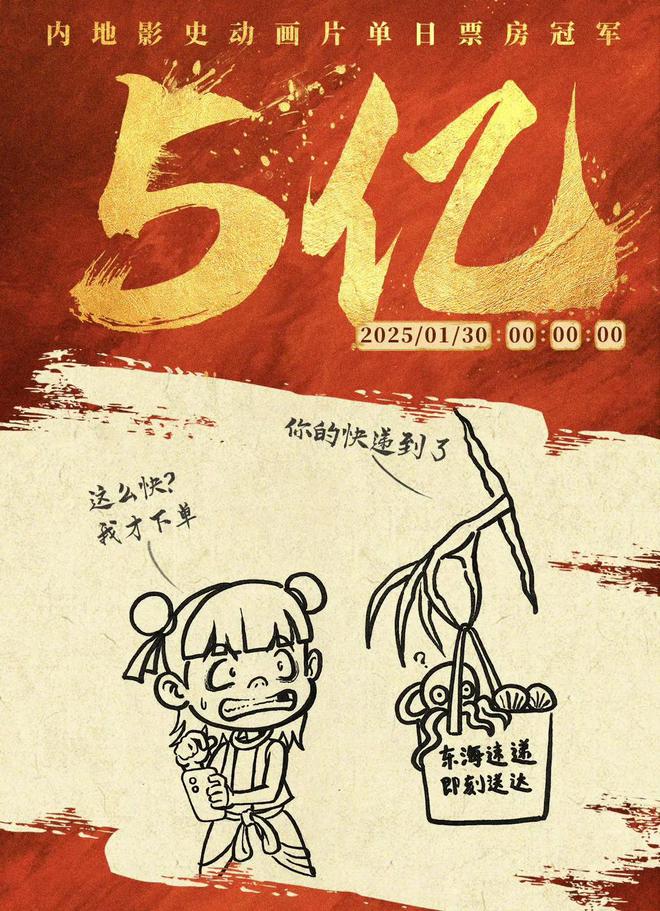 内地影史动画片单日票房冠军
5亿
2025/01/30:00:00:00
你的快递到了
这么快?
我才下单
?
东海速递
即刻送达